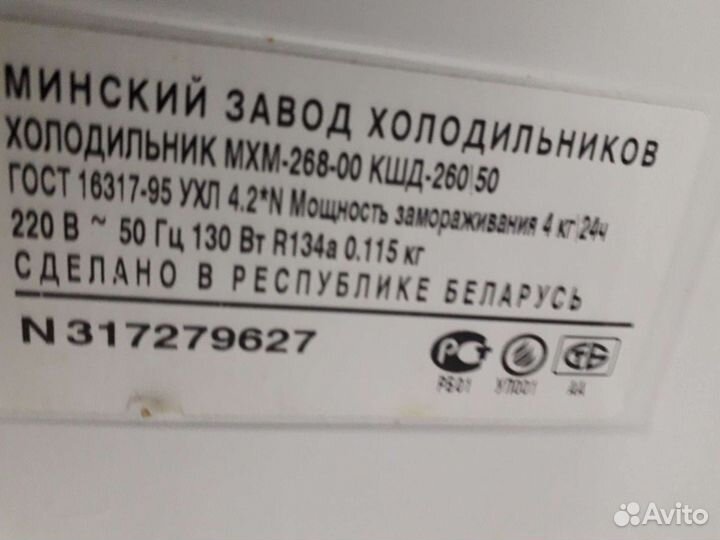 МИНСКИЙ ЗАВОД ХОЛОДИЛЬНИКОВ
ХОЛОДИЛЬНИК МХМ-268-00 КШД-260|50
ГОСТ 16317-95 УХЛ 4.2*N Мощность замораживания 4 кг|24ч
220 В ~ 50 Гц 130 Вт R134a 0.115 кг
СДЕЛАНО В РЕСПУБЛИКЕ БЕЛАРУСЬ
N 317279627
РБ01
Avito